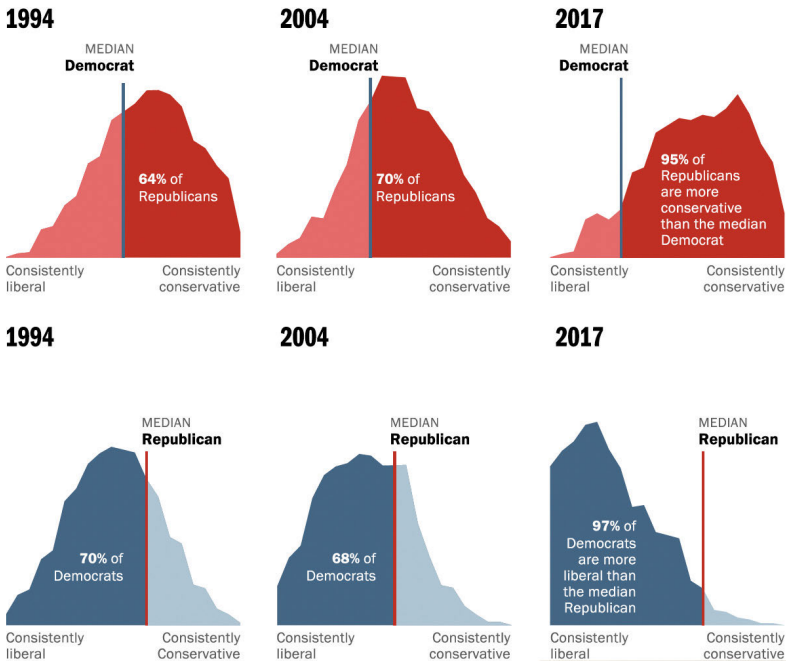 1994
MEDIAN
Democrat
64% of
Republicans
Consistently
liberal
Consistently
conservative
2004
MEDIAN
Democrat
70% of
Republicans
Consistently
liberal
Consistently
conservative
2017
MEDIAN
Democrat
95% of
Republicans
are more
conservative
than the median
Democrat
Consistently
liberal
Consistently
conservative
1994
MEDIAN
Republican
70% of
Democrats
Consistently
liberal
Consistently
Conservative
2004
MEDIAN
Republican
68% of
Democrats
Consistently
liberal
Consistently
conservative
2017
MEDIAN
Republican
97% of
Democrats
are more
liberal than
the median
Republican
Consistently
liberal
Consistently
conservative